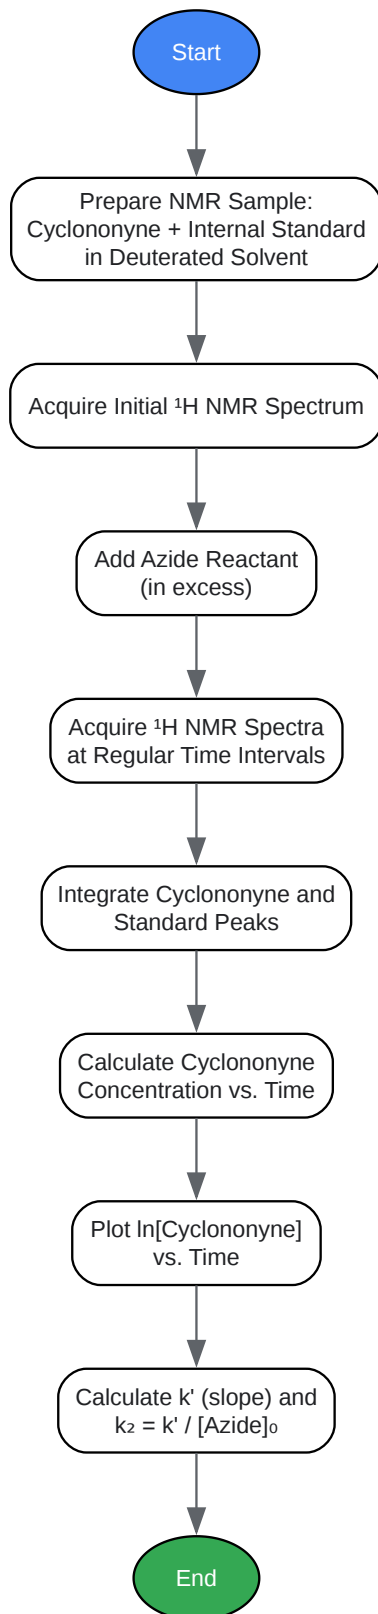 Start
Prepare NMR Sample:
Cyclononyne + Internal Standard
in Deuterated Solvent
Acquire Initial ¹H NMR Spectrum
Add Azide Reactant
(in excess)
Acquire ¹H NMR Spectra
at Regular Time Intervals
Integrate Cyclononyne and
Standard Peaks
Calculate Cyclononyne
Concentration vs. Time
Plot ln[Cyclononyne]
vs. Time
Calculate k' (slope) and
k₂ = k' / [Azide]₀
End